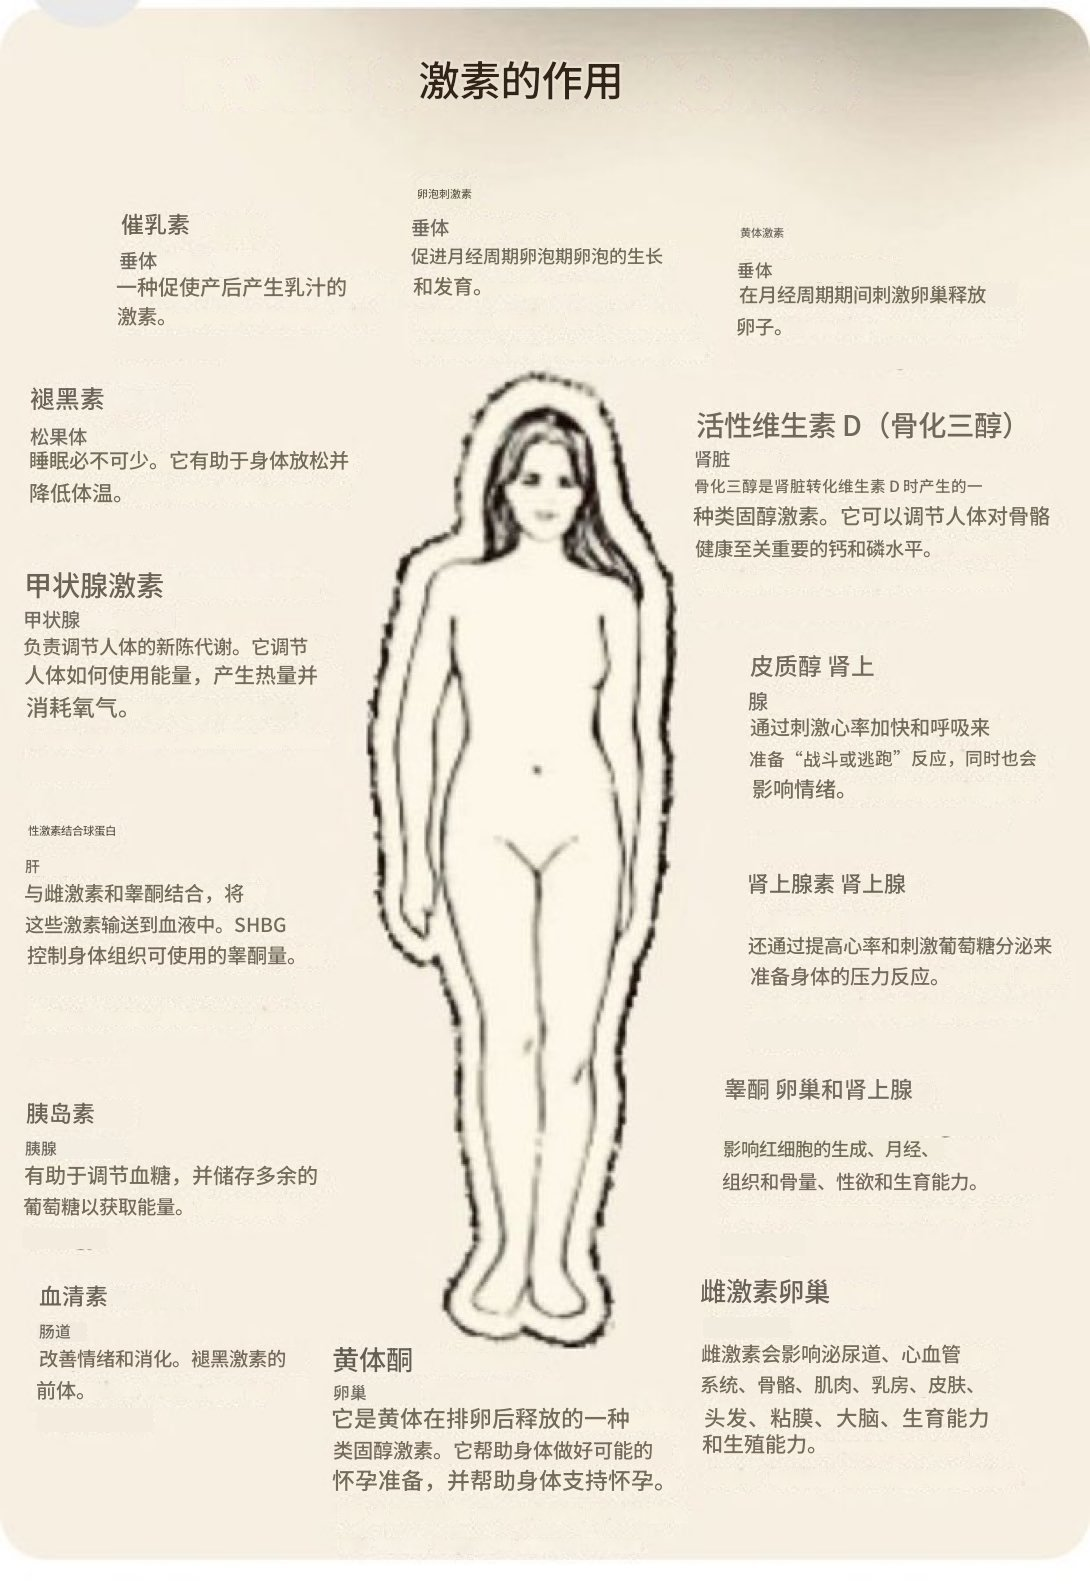 激素的作用
催乳素
垂体
一种促使产后产生乳汁的
激素。
卵泡刺激素
垂体
促进月经周期卵泡期卵泡的生长
和发育。
黄体激素
垂体
在月经周期期间刺激卵巢释放
卵子。
褪黑素
松果体
睡眠必不可少。它有助于身体放松并
降低体温。
活性维生素 D（骨化三醇）
肾脏
骨化三醇是肾脏转化维生素 D 时产生的一
种类固醇激素。它可以调节人体对骨骼
健康至关重要的钙和磷水平。
甲状腺激素
甲状腺
负责调节人体的新陈代谢。它调节
人体如何使用能量，产生热量并
消耗氧气。
皮质醇 肾上
腺
通过刺激心率加快和呼吸来
准备“战斗或逃跑”反应，同时也会
影响情绪。
性激素结合球蛋白
肝
与雌激素和睾酮结合，将
这些激素输送到血液中。SHBG
控制身体组织可使用的睾酮量。
肾上腺素 肾上腺
还通过提高心率和刺激葡萄糖分泌来
准备身体的压力反应。
胰岛素
胰腺
有助于调节血糖，并储存多余的
葡萄糖以获取能量。
睾酮 卵巢和肾上腺
影响红细胞的生成、月经、
组织和骨量、性欲和生育能力。
血清素
肠道
改善情绪和消化。褪黑激素的
前体。
黄体酮
卵巢
它是黄体在排卵后释放的一种
类固醇激素。它帮助身体做好可能的
怀孕准备，并帮助身体支持怀孕。
雌激素卵巢
雌激素会影响泌尿道、心血管
系统、骨骼、肌肉、乳房、皮肤、
头发、粘膜、大脑、生育能力
和生殖能力。